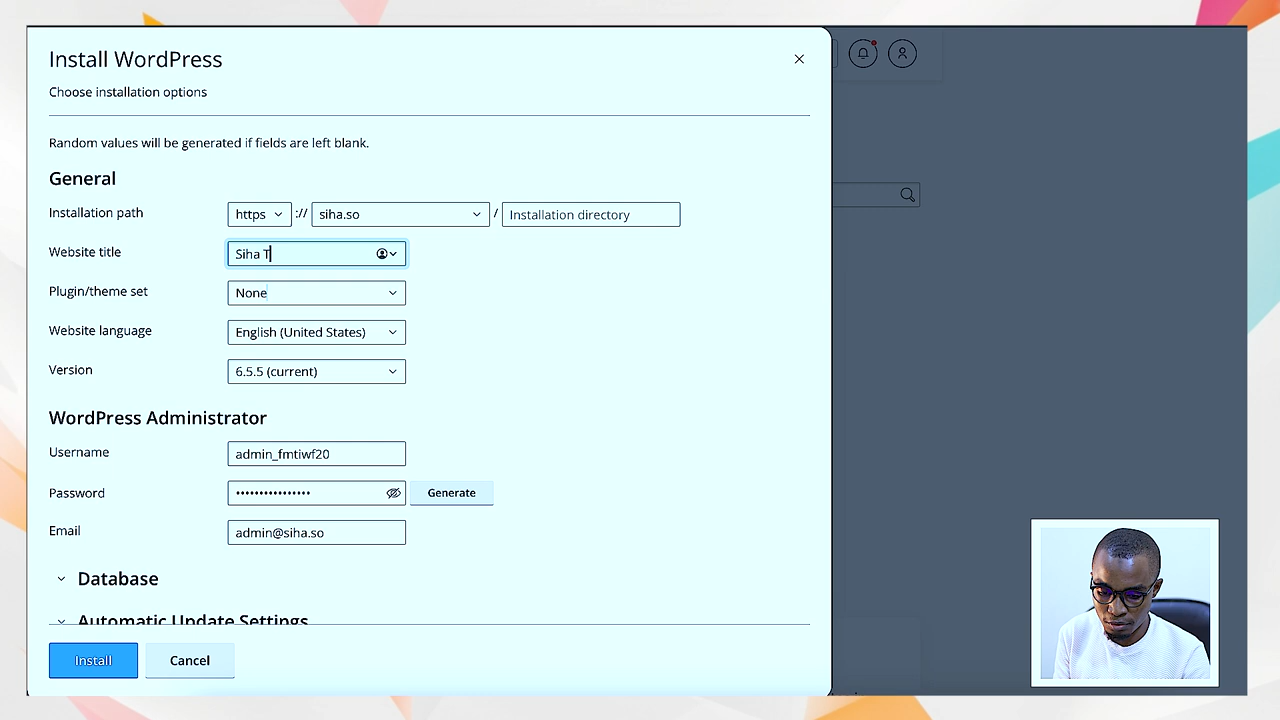 Install WordPress
Choose installation options
Random values will be generated if fields are left blank.
General
Installation path https :// siha.so / Installation directory
Website title Siha T
Plugin/theme set None
Website language English (United States)
Version 6.5.5 (current)
WordPress Administrator
Username admin_fmtiwf20
Password •••••••••••••••• Generate
Email admin@siha.so
Database
Automatic Update Settings
Install Cancel